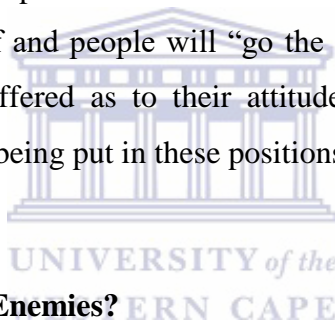 f and people will “go the
ffered as to their attitude
being put in these positions
UNIVERSITY of the
Enemies?
WESTERN CAPE